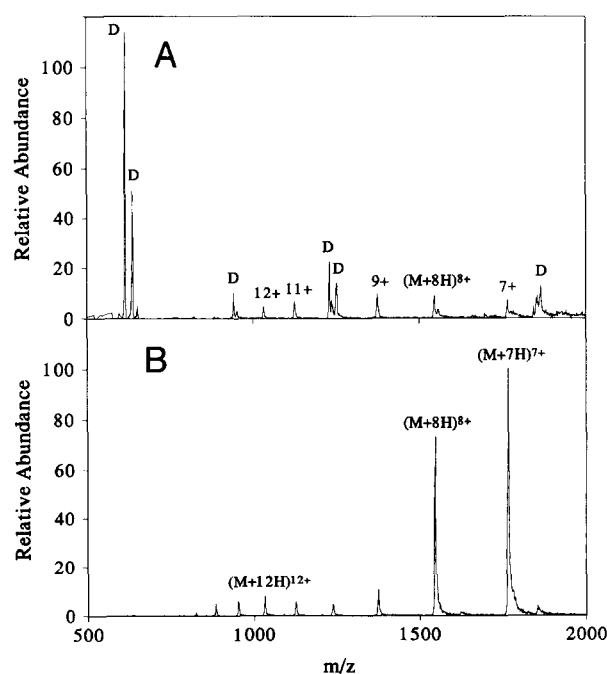 D
A
100
80
60
40
20
0
Relative Abundance
D
D
12+
11+
D
D
9+
(M+8H)8+
7+
D
B
100
80
60
40
20
0
Relative Abundance
(M+12H)12+
(M+8H)8+
(M+7H)7+
500
1000
1500
2000
m/z